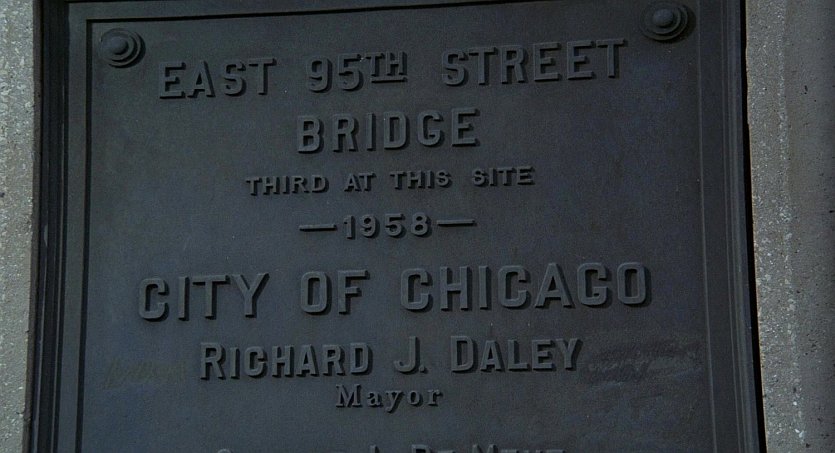 EAST 95TH STREET
BRIDGE
THIRD AT THIS SITE
—1958—
CITY OF CHICAGO
RICHARD J. DALEY
Mayor